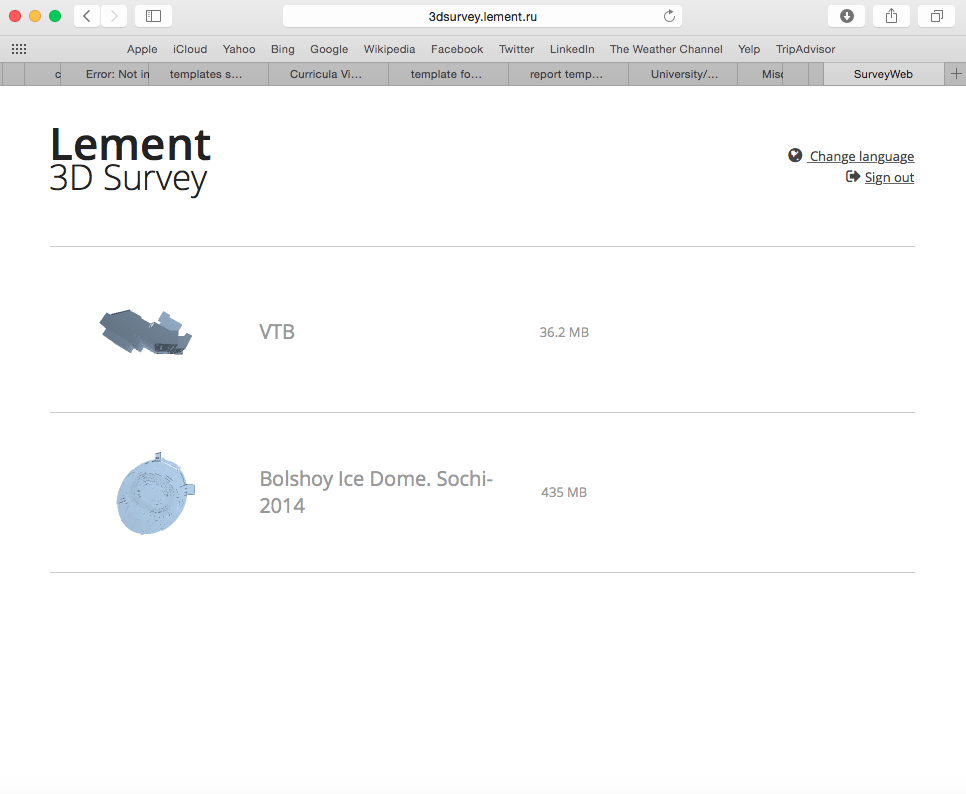 3dsurvey.lement.ru
Apple iCloud Yahoo Bing Google Wikipedia Facebook Twitter LinkedIn The Weather Channel Yelp TripAdvisor
c Error: Not in templates s... Curricula Vi... template fo... report temp... University/... Misc SurveyWeb
Lement
3D Survey
Change language
Sign out
VTB 36.2 MB
Bolshoy Ice Dome. Sochi-
2014
435 MB